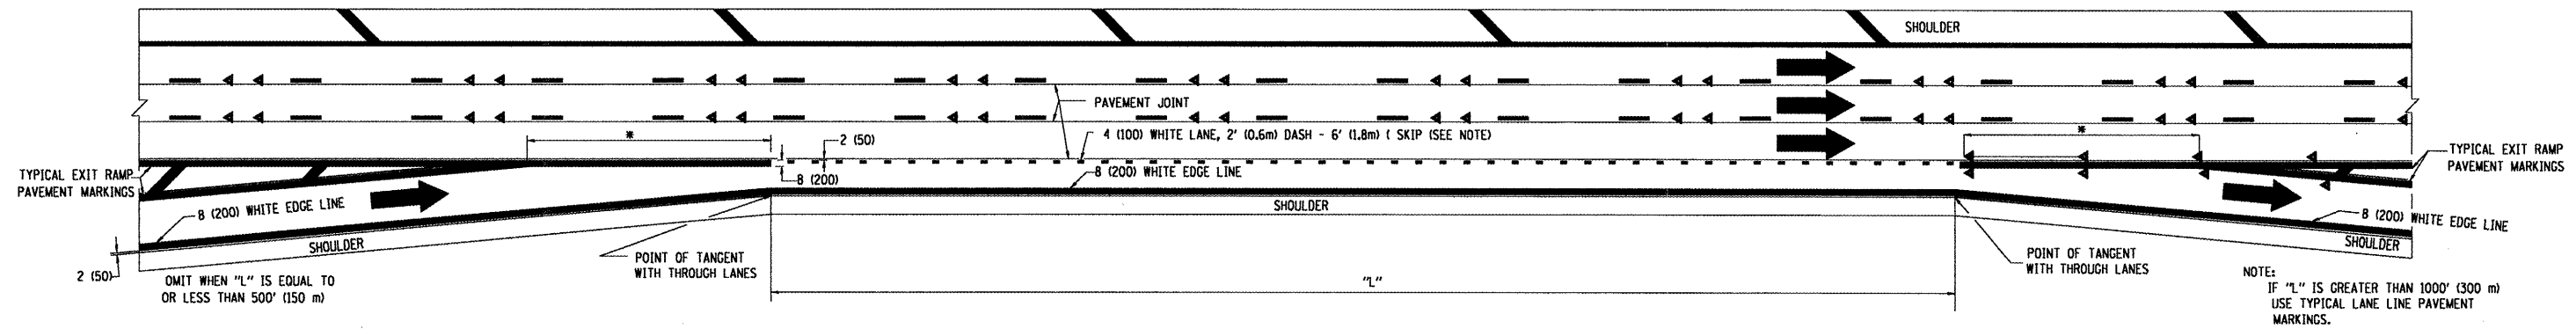 SHOULDER
PAVEMENT JOINT
*
4 (100) WHITE LANE, 2' (0.6m) DASH - 6' (1.8m) ( SKIP (SEE NOTE)
*
2 (50)
TYPICAL EXIT RAMP
PAVEMENT MARKINGS
8 (200)
8 (200) WHITE EDGE LINE
TYPICAL EXIT RAMP
PAVEMENT MARKINGS
8 (200) WHITE EDGE LINE
SHOULDER
8 (200) WHITE EDGE LINE
SHOULDER
SHOULDER
2 (50)
POINT OF TANGENT
WITH THROUGH LANES
POINT OF TANGENT
WITH THROUGH LANES
OMIT WHEN "L" IS EQUAL TO
OR LESS THAN 500' (150 m)
"L"
NOTE:
IF "L" IS GREATER THAN 1000' (300 m)
USE TYPICAL LANE LINE PAVEMENT
MARKINGS.